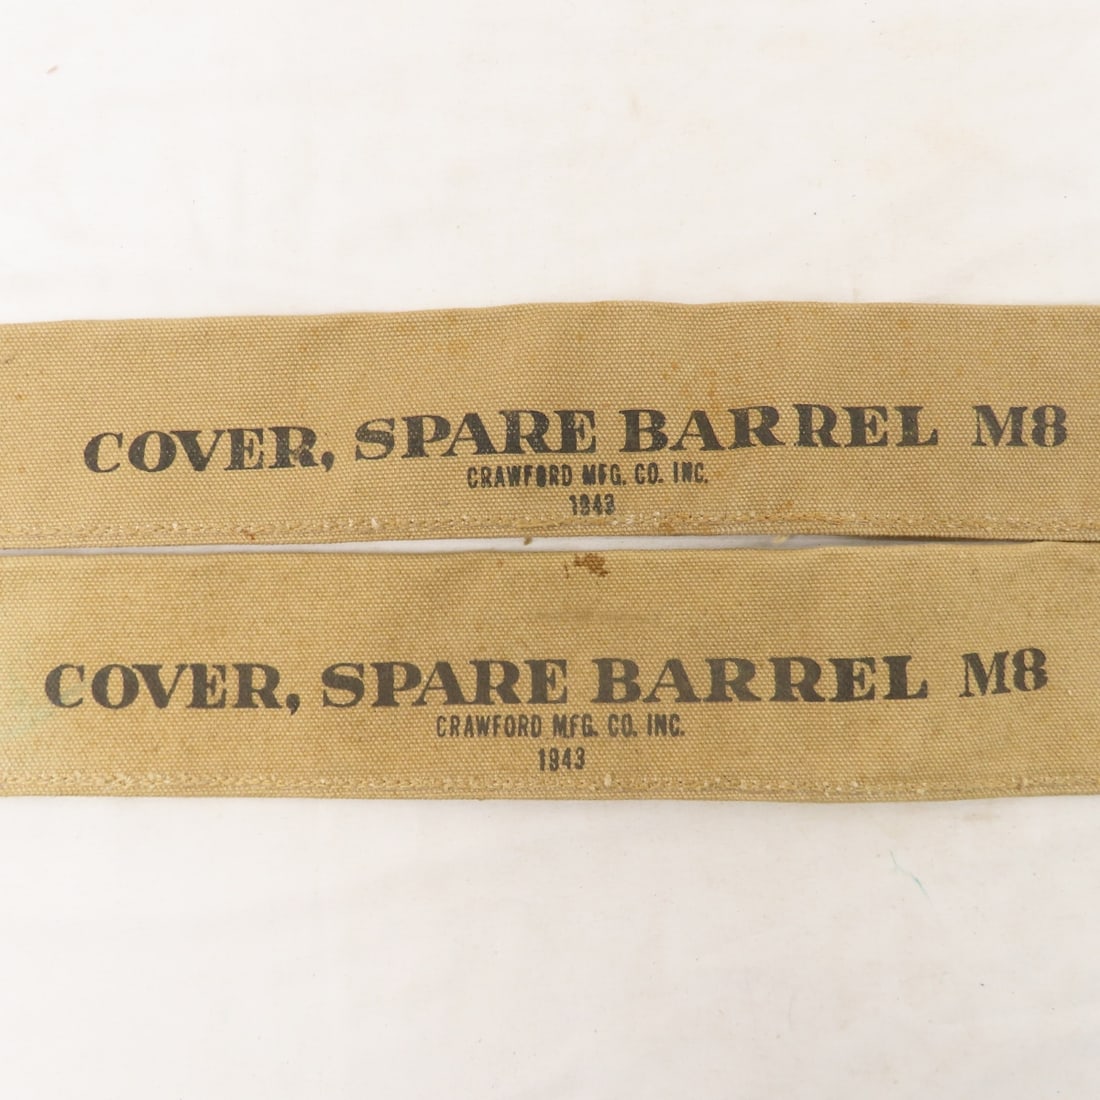 COVER, SPARE BARREL M8
CRAWFORD MFG. CO. INC.
1943
COVER, SPARE BARREL M8
CRAWFORD MFG. CO. INC.
1943